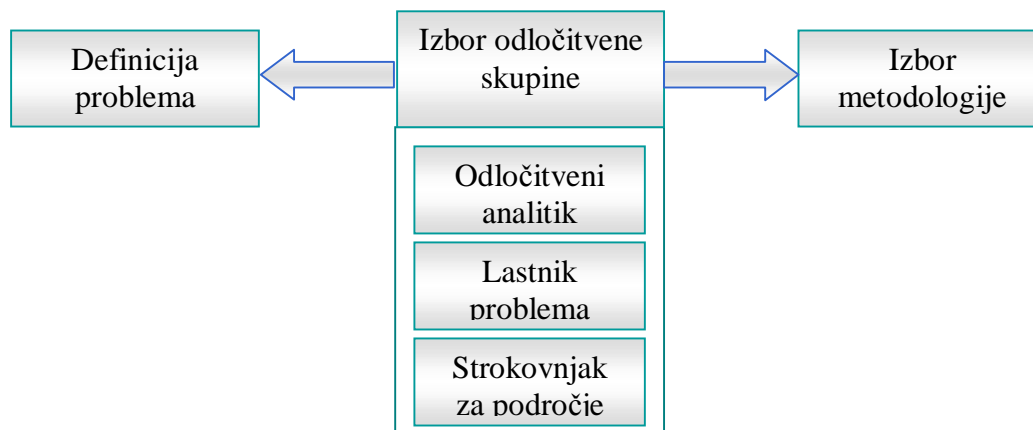 Definicija
problema
Izbor odločitvene
skupine
Izbor
metodologije
Odločitveni
analitik
Lastnik
problema
Strokovnjak
za področje